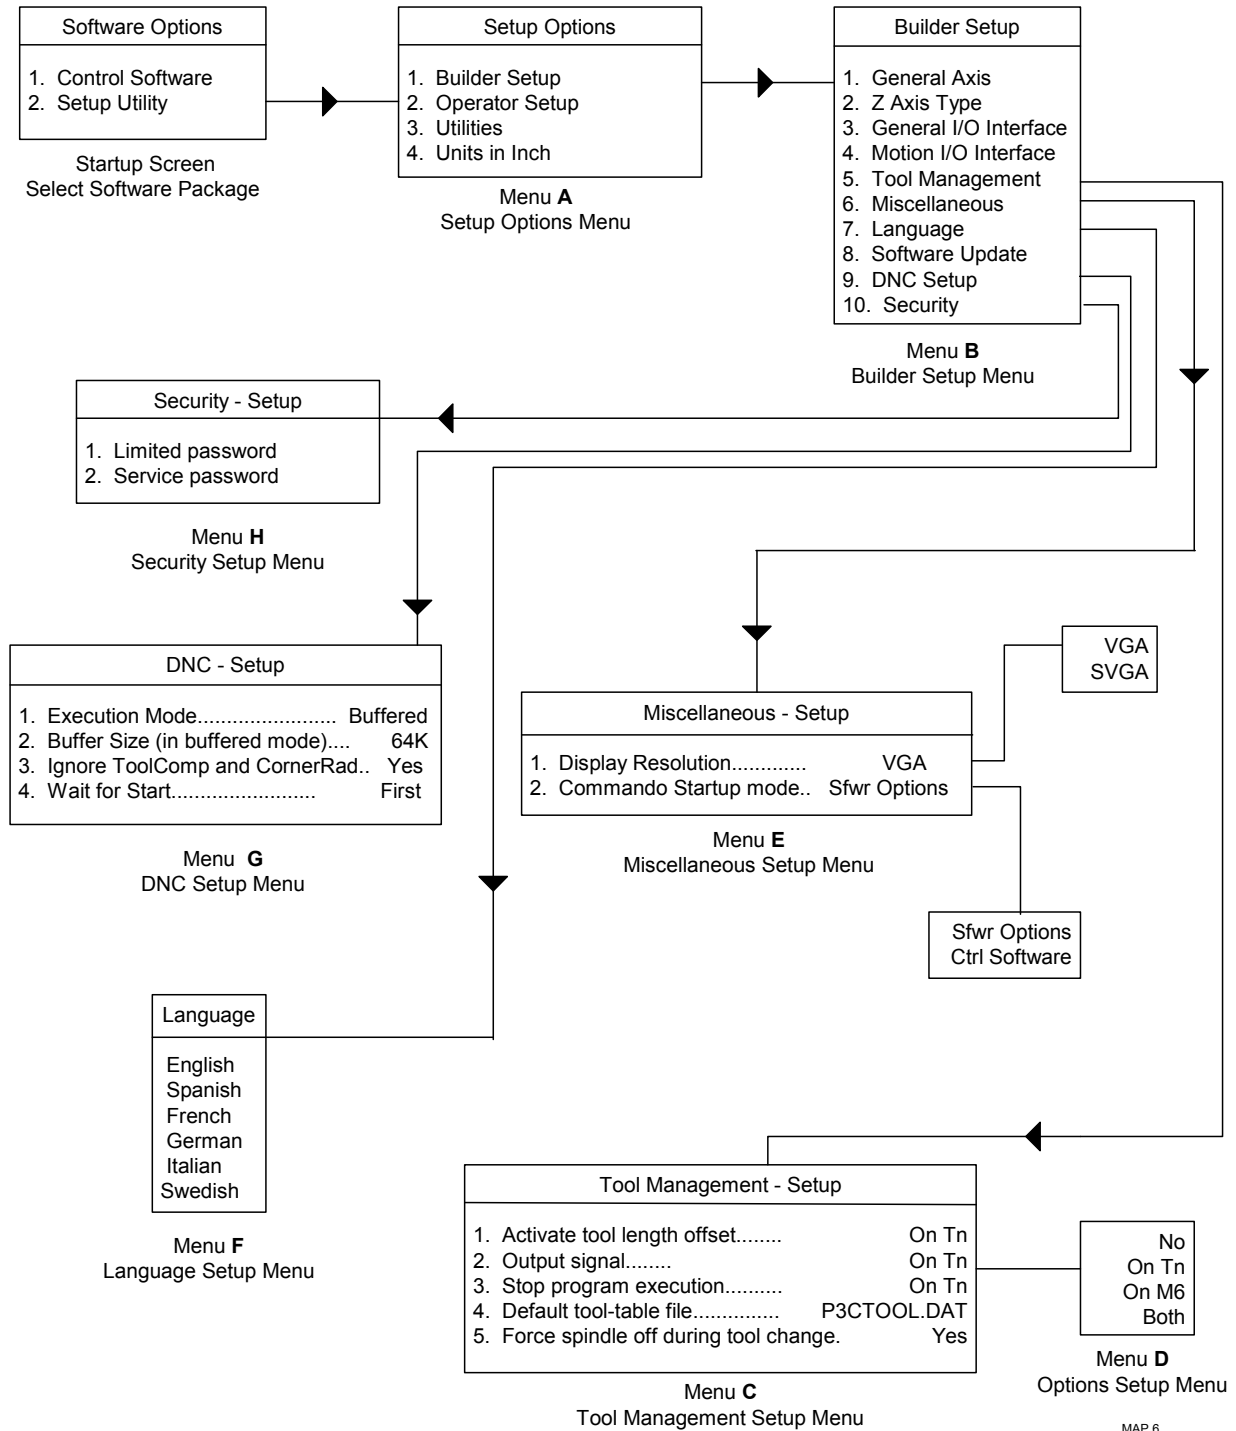 Software Options
1. Control Software
2. Setup Utility
Startup Screen
Select Software Package
Setup Options
1. Builder Setup
2. Operator Setup
3. Utilities
4. Units in Inch
Menu A
Setup Options Menu
Builder Setup
1. General Axis
2. Z Axis Type
3. General I/O Interface
4. Motion I/O Interface
5. Tool Management
6. Miscellaneous
7. Language
8. Software Update
9. DNC Setup
10. Security
Menu B
Builder Setup Menu
Security - Setup
1. Limited password
2. Service password
Menu H
Security Setup Menu
DNC - Setup
1. Execution Mode........................ Buffered
2. Buffer Size (in buffered mode).... 64K
3. Ignore ToolComp and CornerRad.. Yes
4. Wait for Start......................... First
Menu G
DNC Setup Menu
Miscellaneous - Setup
1. Display Resolution............. VGA
2. Commando Startup mode.. Sfwr Options
Menu E
Miscellaneous Setup Menu
VGA
SVGA
Sfwr Options
Ctrl Software
Language
English
Spanish
French
German
Italian
Swedish
Menu F
Language Setup Menu
Tool Management - Setup
1. Activate tool length offset........ On Tn
2. Output signal........ On Tn
3. Stop program execution.......... On Tn
4. Default tool-table file............... P3CTOOL.DAT
5. Force spindle off during tool change. Yes
Menu C
Tool Management Setup Menu
No
On Tn
On M6
Both
Menu D
Options Setup Menu
MAP 6